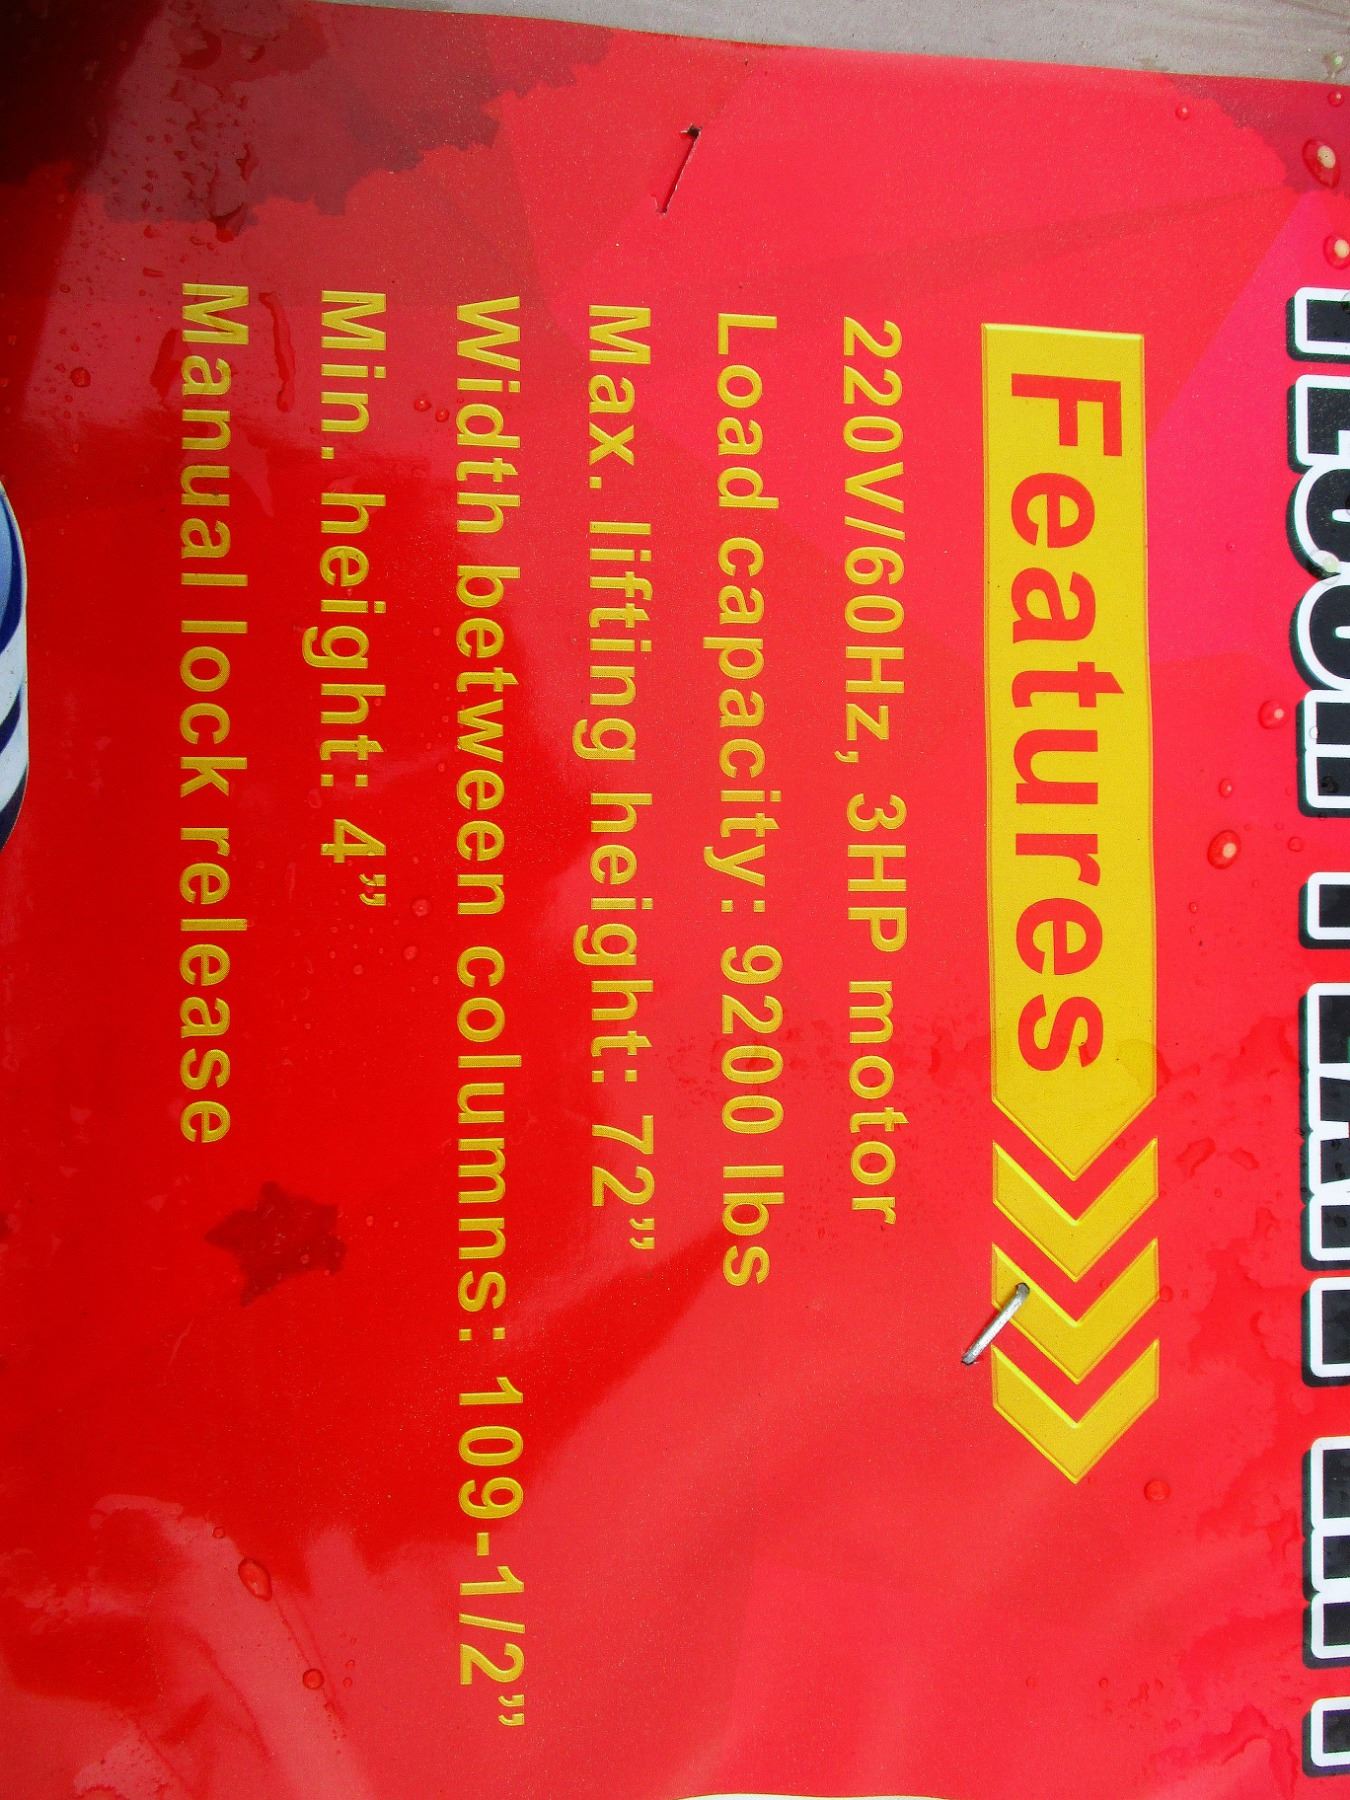 Features
220V/60Hz, 3HP motor
Load capacity: 9200 lbs
Max. lifting height: 72”
Width between columns: 109-1/2”
Min. height: 4”
Manual lock release